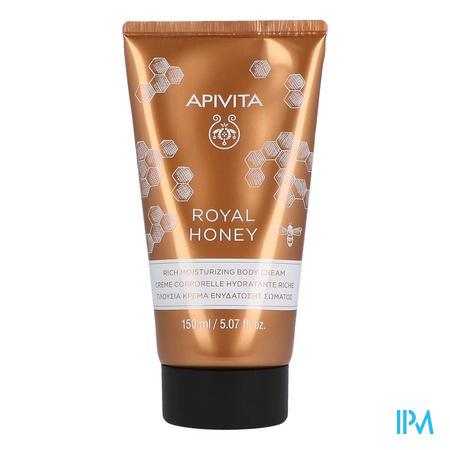 APIVITA
ROYAL
HONEY
RICH MOISTURIZING BODY CREAM
CRÈME CORPORELLE HYDRATANTE RICHE
ΠΛΟΥΣΙΑ ΚΡΕΜΑ ΕΝΥΔΑΤΩΣΗΣ ΣΩΜΑΤΟΣ
150 ml / 5.07 fl. oz.
IPM